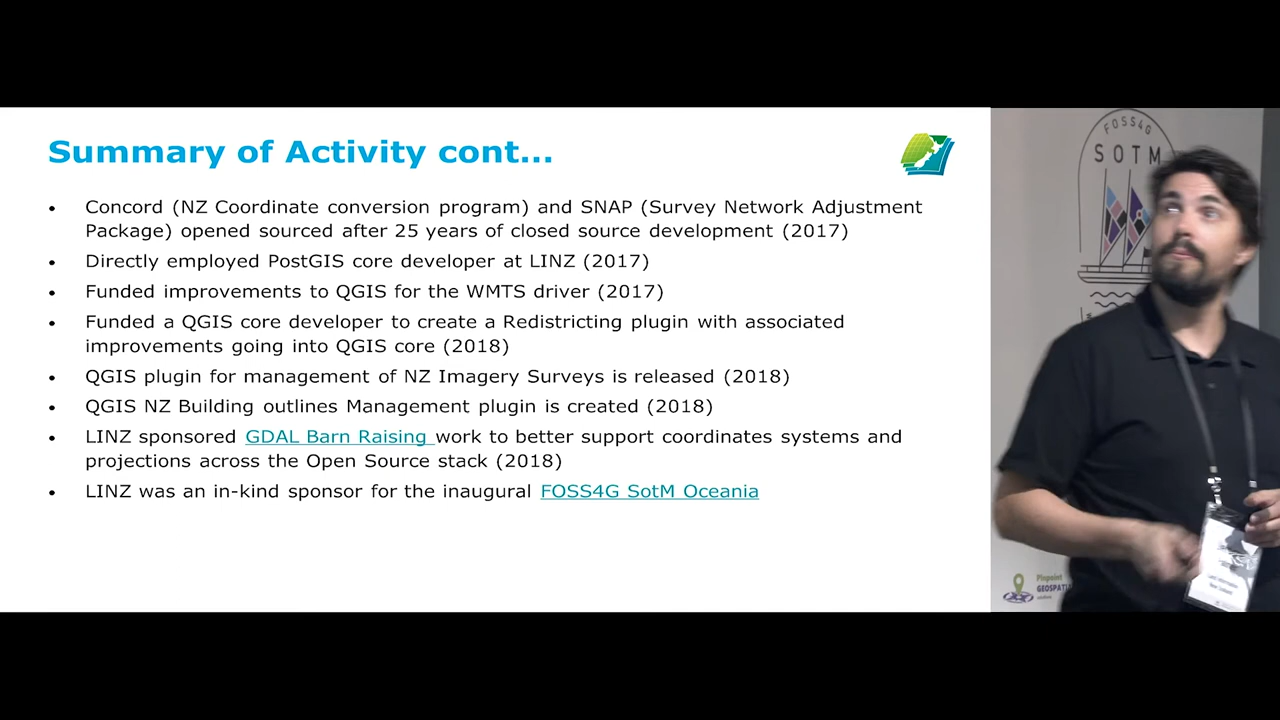 Summary of Activity cont...
• Concord (NZ Coordinate conversion program) and SNAP (Survey Network Adjustment
Package) opened sourced after 25 years of closed source development (2017)
• Directly employed PostGIS core developer at LINZ (2017)
• Funded improvements to QGIS for the WMTS driver (2017)
• Funded a QGIS core developer to create a Redistricting plugin with associated
improvements going into QGIS core (2018)
• QGIS plugin for management of NZ Imagery Surveys is released (2018)
• QGIS NZ Building outlines Management plugin is created (2018)
• LINZ sponsored GDAL Barn Raising work to better support coordinates systems and
projections across the Open Source stack (2018)
• LINZ was an in-kind sponsor for the inaugural FOSS4G SotM Oceania
FOSS4G
SOTM
Pinpoint
GEOSPATIA